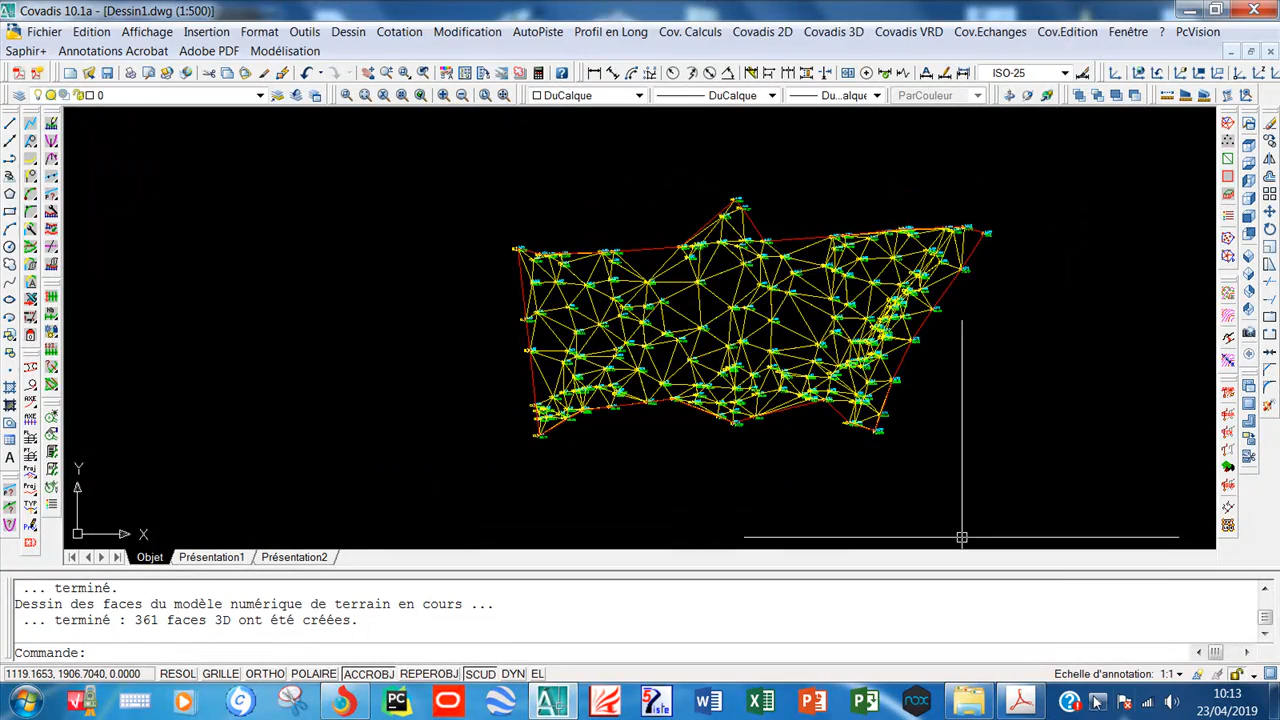 Covadis 10.1a - [Dessin1.dwg (1:500)]
Fichier Edition Affichage Insertion Format Outils Dessin Cotation Modification AutoPiste Profil en Long Cov. Calculs Covadis 2D Covadis 3D Covadis VRD Cov.Echanges Cov.Edition Fenêtre ? PcVision
Saphir+ Annotations Acrobat Adobe PDF Modélisation
ISO-25
0 DuCalque DuCalque Du...alque ParCouleur
Y
X
Objet Présentation1 Présentation2
... terminé.
Dessin des faces du modèle numérique de terrain en cours ...
... terminé : 361 faces 3D ont été créées.
Commande:
1119.1653, 1906.7040, 0.0000 RESOL GRILLE ORTHO POLAIRE ACCROBJ REPEROBJ SCUD DYN EL Echelle d'annotation: 1:1
10:13
23/04/2019